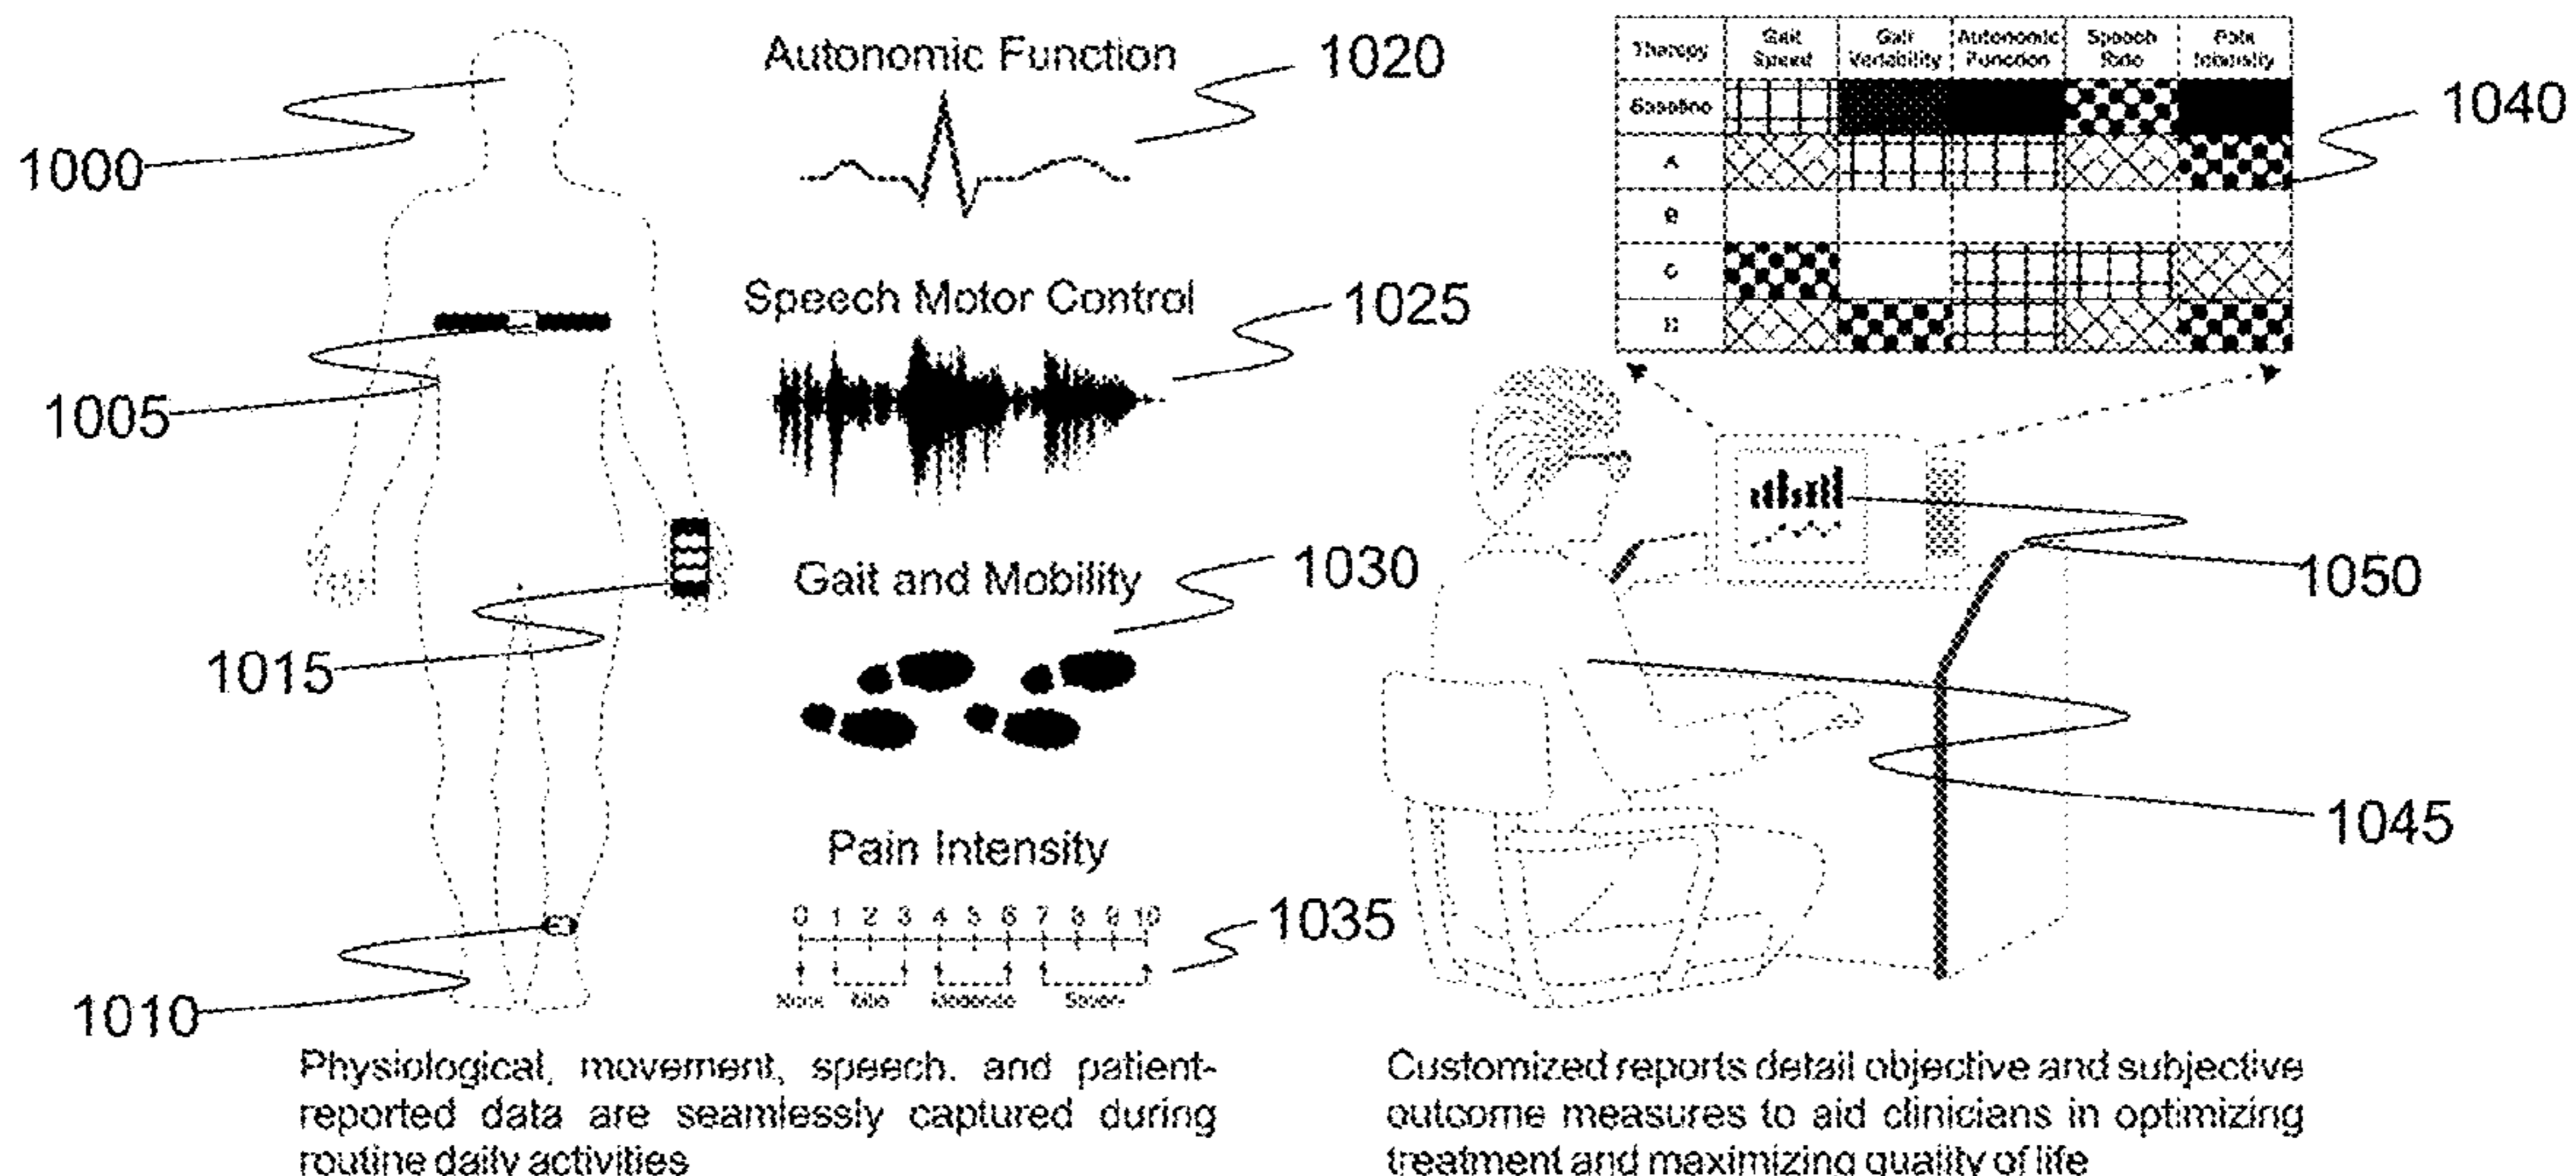 Autonomic Function
1020
1000
Speech Motor Control
1025
1005
Gait and Mobility
1030
1015
Pain Intensity
0 1 2 3 4 5 6 7 8 9 10
1035
None Mild Moderate Severe
1010
Physiological, movement, speech, and patient-
reported data are seamlessly captured during
routine daily activities
Therapy Gait Speed Gait Variability Autonomic Function Speech Rate Pain Intensity
Baseline
A
B
C
1040
1050
1045
Customized reports detail objective and subjective
outcome measures to aid clinicians in optimizing
treatment and maximizing quality of life